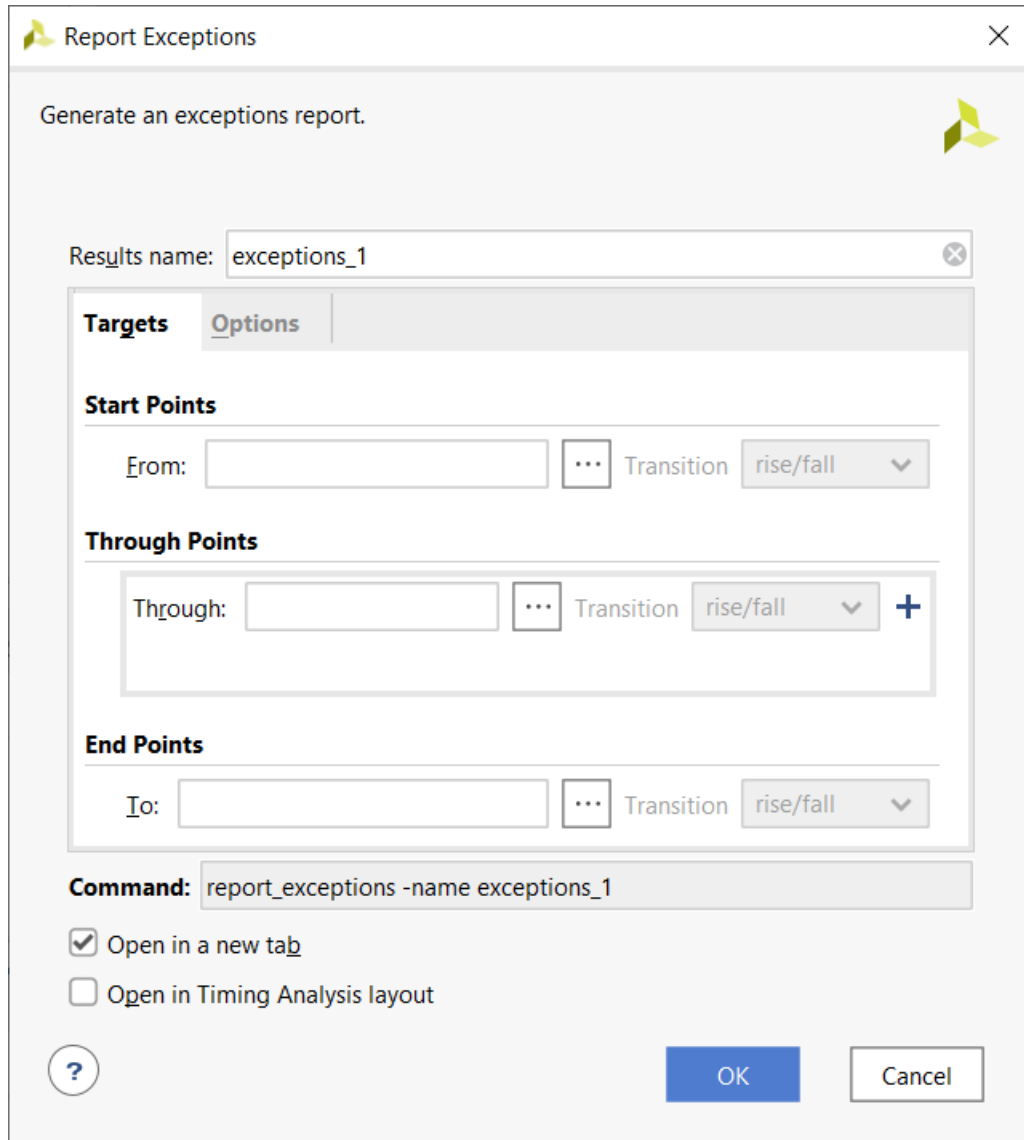 Report Exceptions
Generate an exceptions report.
Results name: exceptions_1
Targets Options
Start Points
From: ... Transition rise/fall
Through Points
Through: ... Transition rise/fall +
End Points
To: ... Transition rise/fall
Command: report_exceptions -name exceptions_1
Open in a new tab
Open in Timing Analysis layout
? OK Cancel